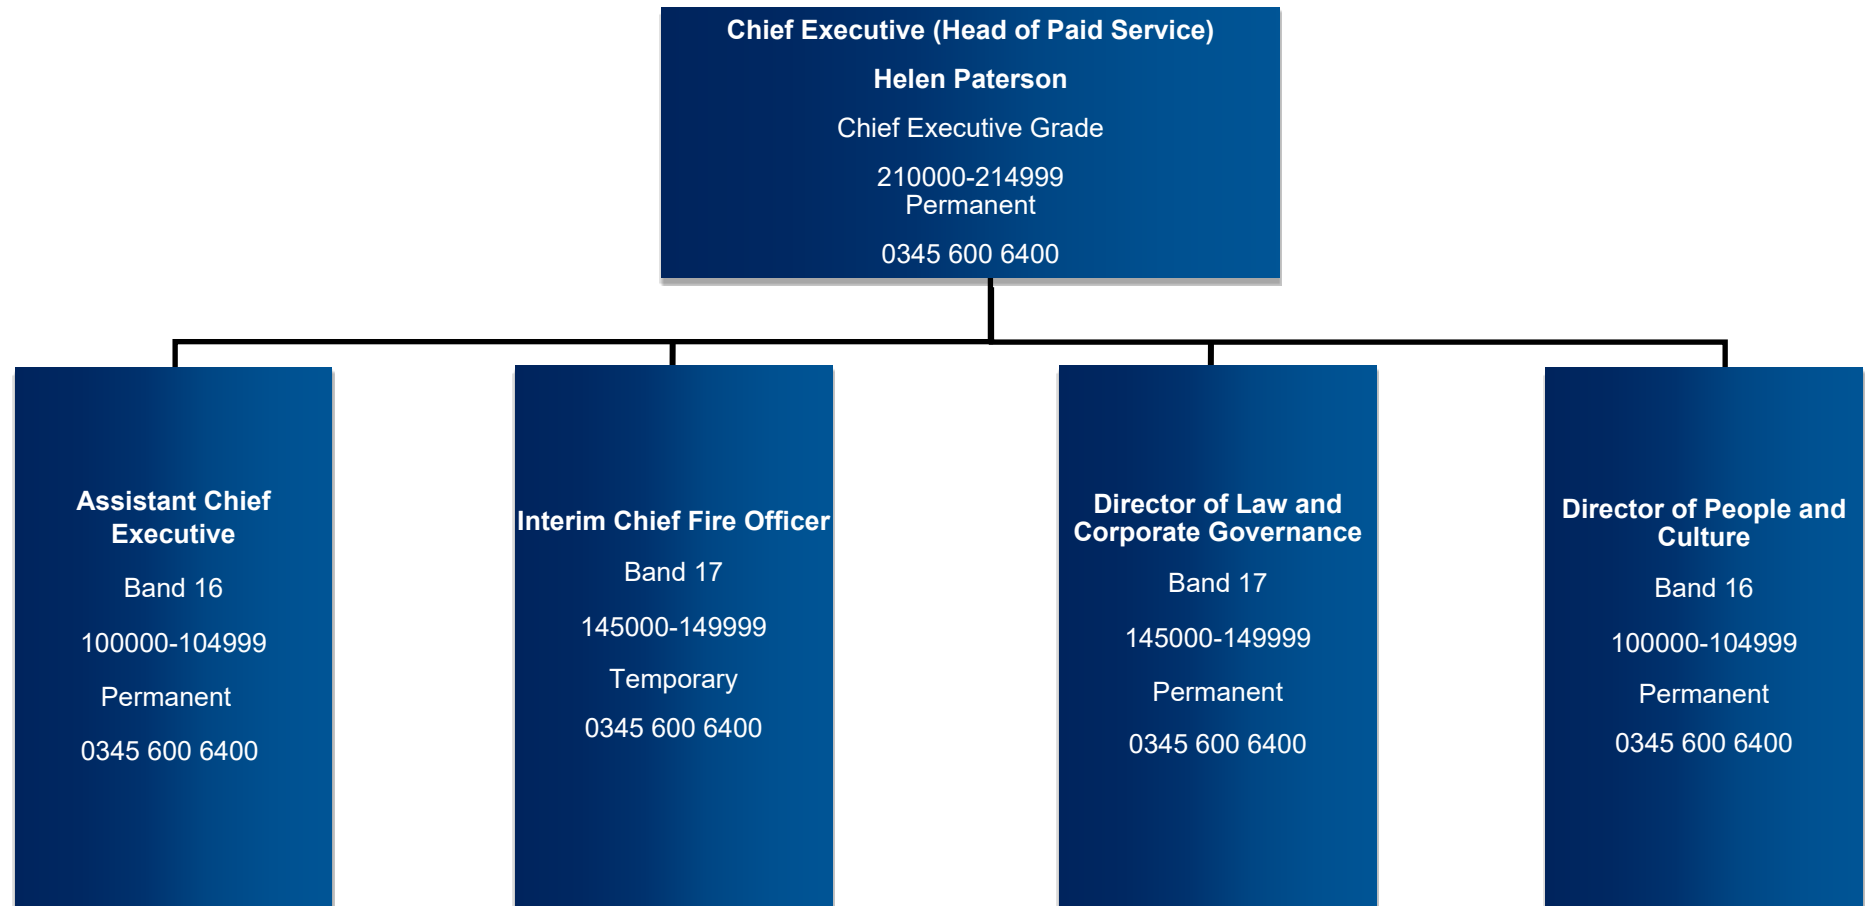 Chief Executive (Head of Paid Service)
Helen Paterson
Chief Executive Grade
210000-214999
Permanent
0345 600 6400
Assistant Chief
Executive
Band 16
100000-104999
Permanent
0345 600 6400
Interim Chief Fire Officer
Band 17
145000-149999
Temporary
0345 600 6400
Director of Law and
Corporate Governance
Band 17
145000-149999
Permanent
0345 600 6400
Director of People and
Culture
Band 16
100000-104999
Permanent
0345 600 6400